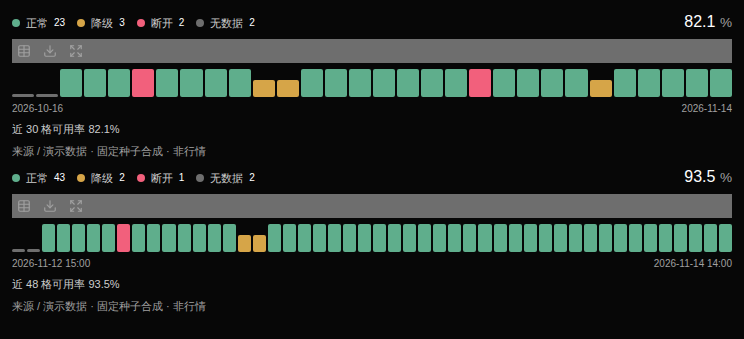 正常 23 降级 3 断开 2 无数据 2 82.1 %
2026-10-16 2026-11-14
近 30 格可用率 82.1%
来源 / 演示数据 · 固定种子合成 · 非行情
正常 43 降级 2 断开 1 无数据 2 93.5 %
2026-11-12 15:00 2026-11-14 14:00
近 48 格可用率 93.5%
来源 / 演示数据 · 固定种子合成 · 非行情